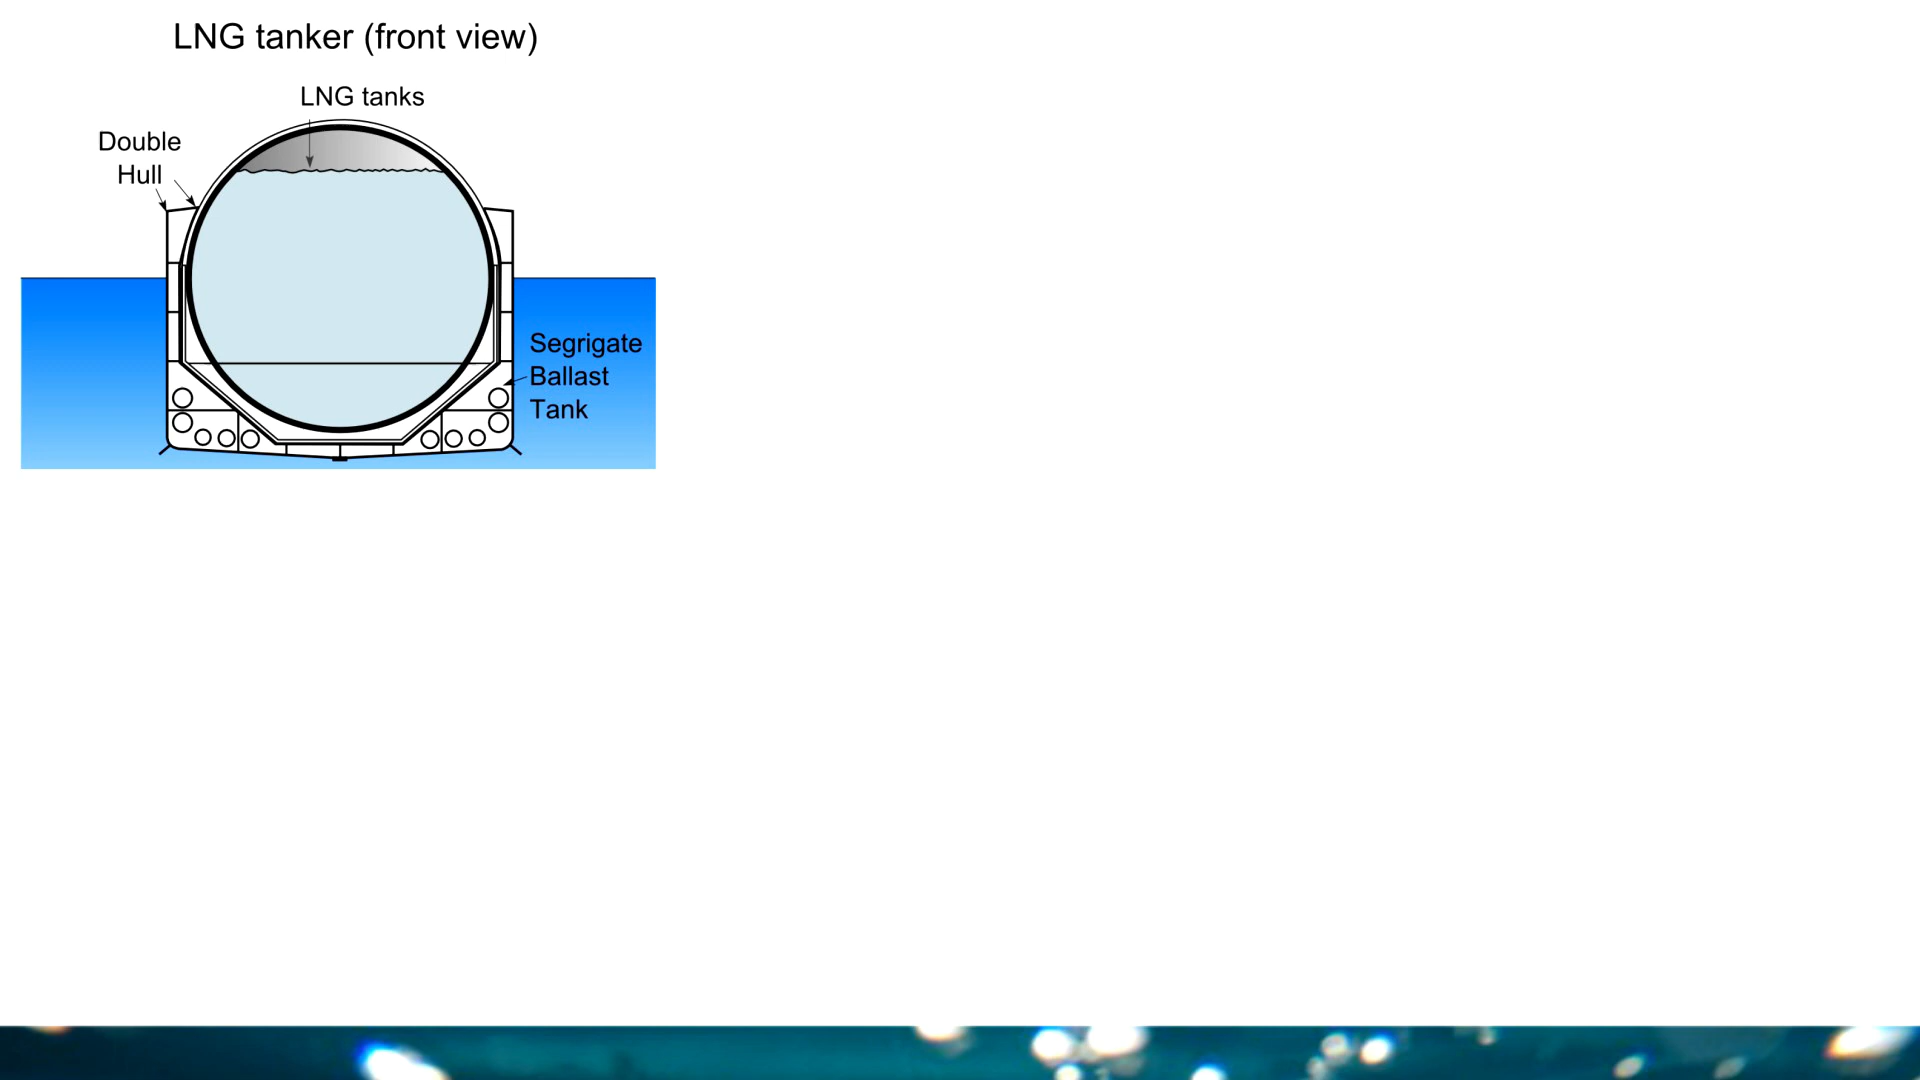 LNG tanker (front view)
LNG tanks
Double
Hull
Segrigate
Ballast
Tank